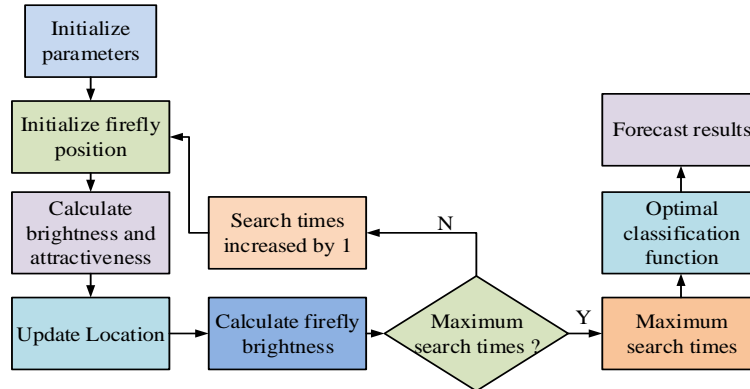 Initialize
parameters
Initialize firefly
position
Calculate
brightness and
attractiveness
Update Location
Search times
increased by 1
Calculate firefly
brightness
N
Maximum
search times ?
Y
Forecast results
Optimal
classification
function
Maximum
search times